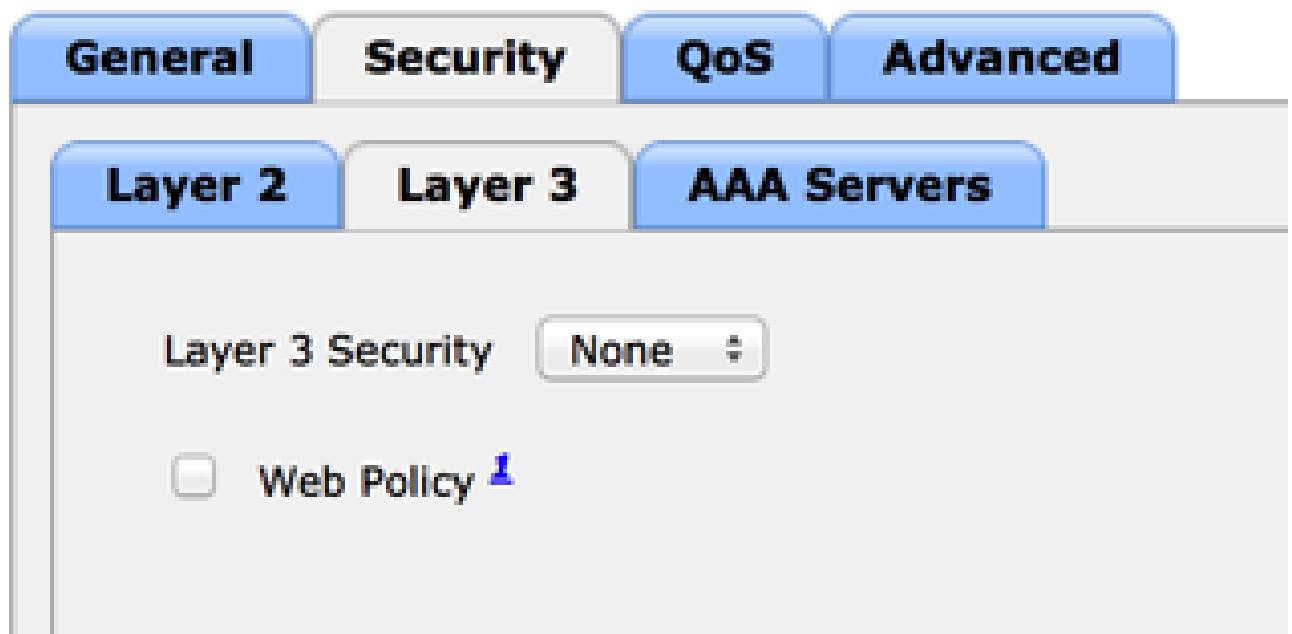 General Security QoS Advanced
Layer 2 Layer 3 AAA Servers
Layer 3 Security None
Web Policy 1